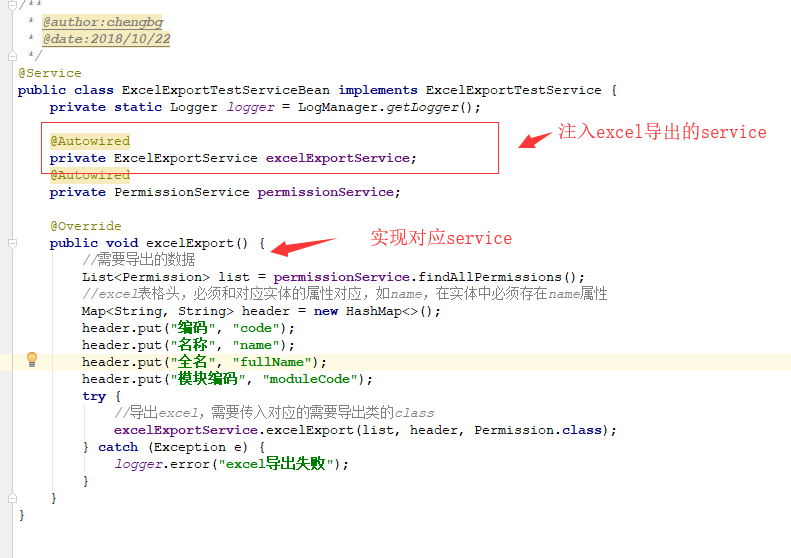 /**
* @author:chengbq
* @date:2018/10/22
*/
@Service
public class ExcelExportTestServiceBean implements ExcelExportTestService {
private static Logger logger = LogManager.getLogger();
@Autowired
private ExcelExportService excelExportService;
注入excel导出的service
@Autowired
private PermissionService permissionService;
@Override
public void excelExport() {
实现对应service
//需要导出的数据
List<Permission> list = permissionService.findAllPermissions();
//excel表格头，必须和对应实体的属性对应，如name，在实体中必须存在name属性
Map<String, String> header = new HashMap<>();
header.put("编码", "code");
header.put("名称", "name");
header.put("全名", "fullName");
header.put("模块编码", "moduleCode");
try {
//导出excel，需要传入对应的需要导出类的class
excelExportService.excelExport(list, header, Permission.class);
} catch (Exception e) {
logger.error("excel导出失败");
}
}
}